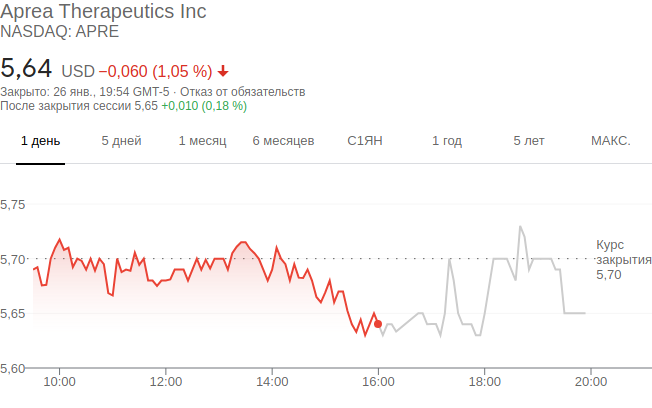 Aprea Therapeutics Inc
NASDAQ: APRE
5,64 USD −0,060 (1,05 %)
Закрыто: 26 янв., 19:54 GMT-5 · Отказ от обязательств
После закрытия сессии 5,65 +0,010 (0,18 %)
1 день 5 дней 1 месяц 6 месяцев С1ЯН 1 год 5 лет МАКС.
5,75
5,70
5,65
5,60
Курс
закрытия
5,70
10:00 12:00 14:00 16:00 18:00 20:00